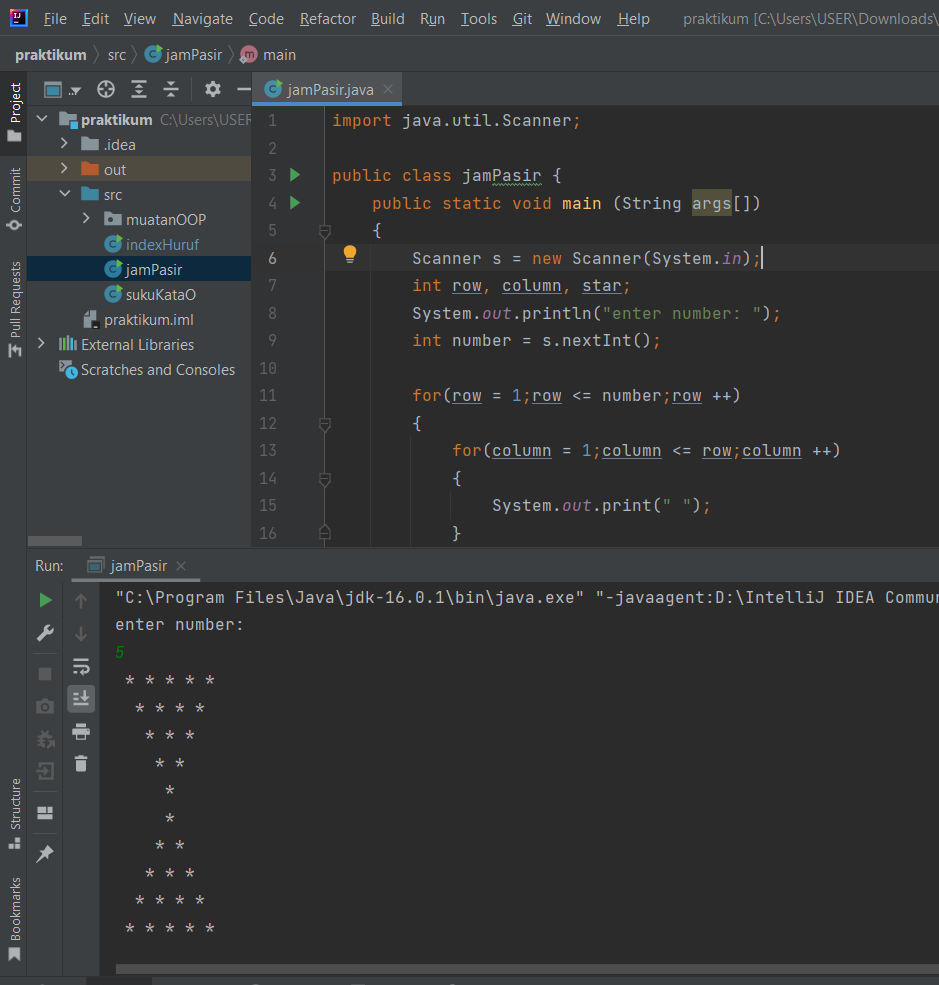 File Edit View Navigate Code Refactor Build Run Tools Git Window Help praktikum [C:\Users\USER\Downloads\
praktikum src jamPasir main
jamPasir.java
Project
Commit
Pull Requests
praktikum C:\Users\USER
.idea
out
src
muatanOOP
indexHuruf
jamPasir
sukuKataO
praktikum.iml
External Libraries
Scratches and Consoles
1 import java.util.Scanner;
2
3 public class jamPasir {
4 public static void main (String args[])
5 {
6 Scanner s = new Scanner(System.in);
7 int row, column, star;
8 System.out.println("enter number: ");
9 int number = s.nextInt();
10
11 for(row = 1;row <= number;row ++)
12 {
13 for(column = 1;column <= row;column ++)
14 {
15 System.out.print(" ");
16 }
Run: jamPasir
"C:\Program Files\Java\jdk-16.0.1\bin\java.exe" "-javaagent:D:\IntelliJ IDEA Commun
enter number:
5
 * * * * *
  * * * *
   * * *
    * *
     *
     *
    * *
   * * *
  * * * *
 * * * * *
Structure
Bookmarks